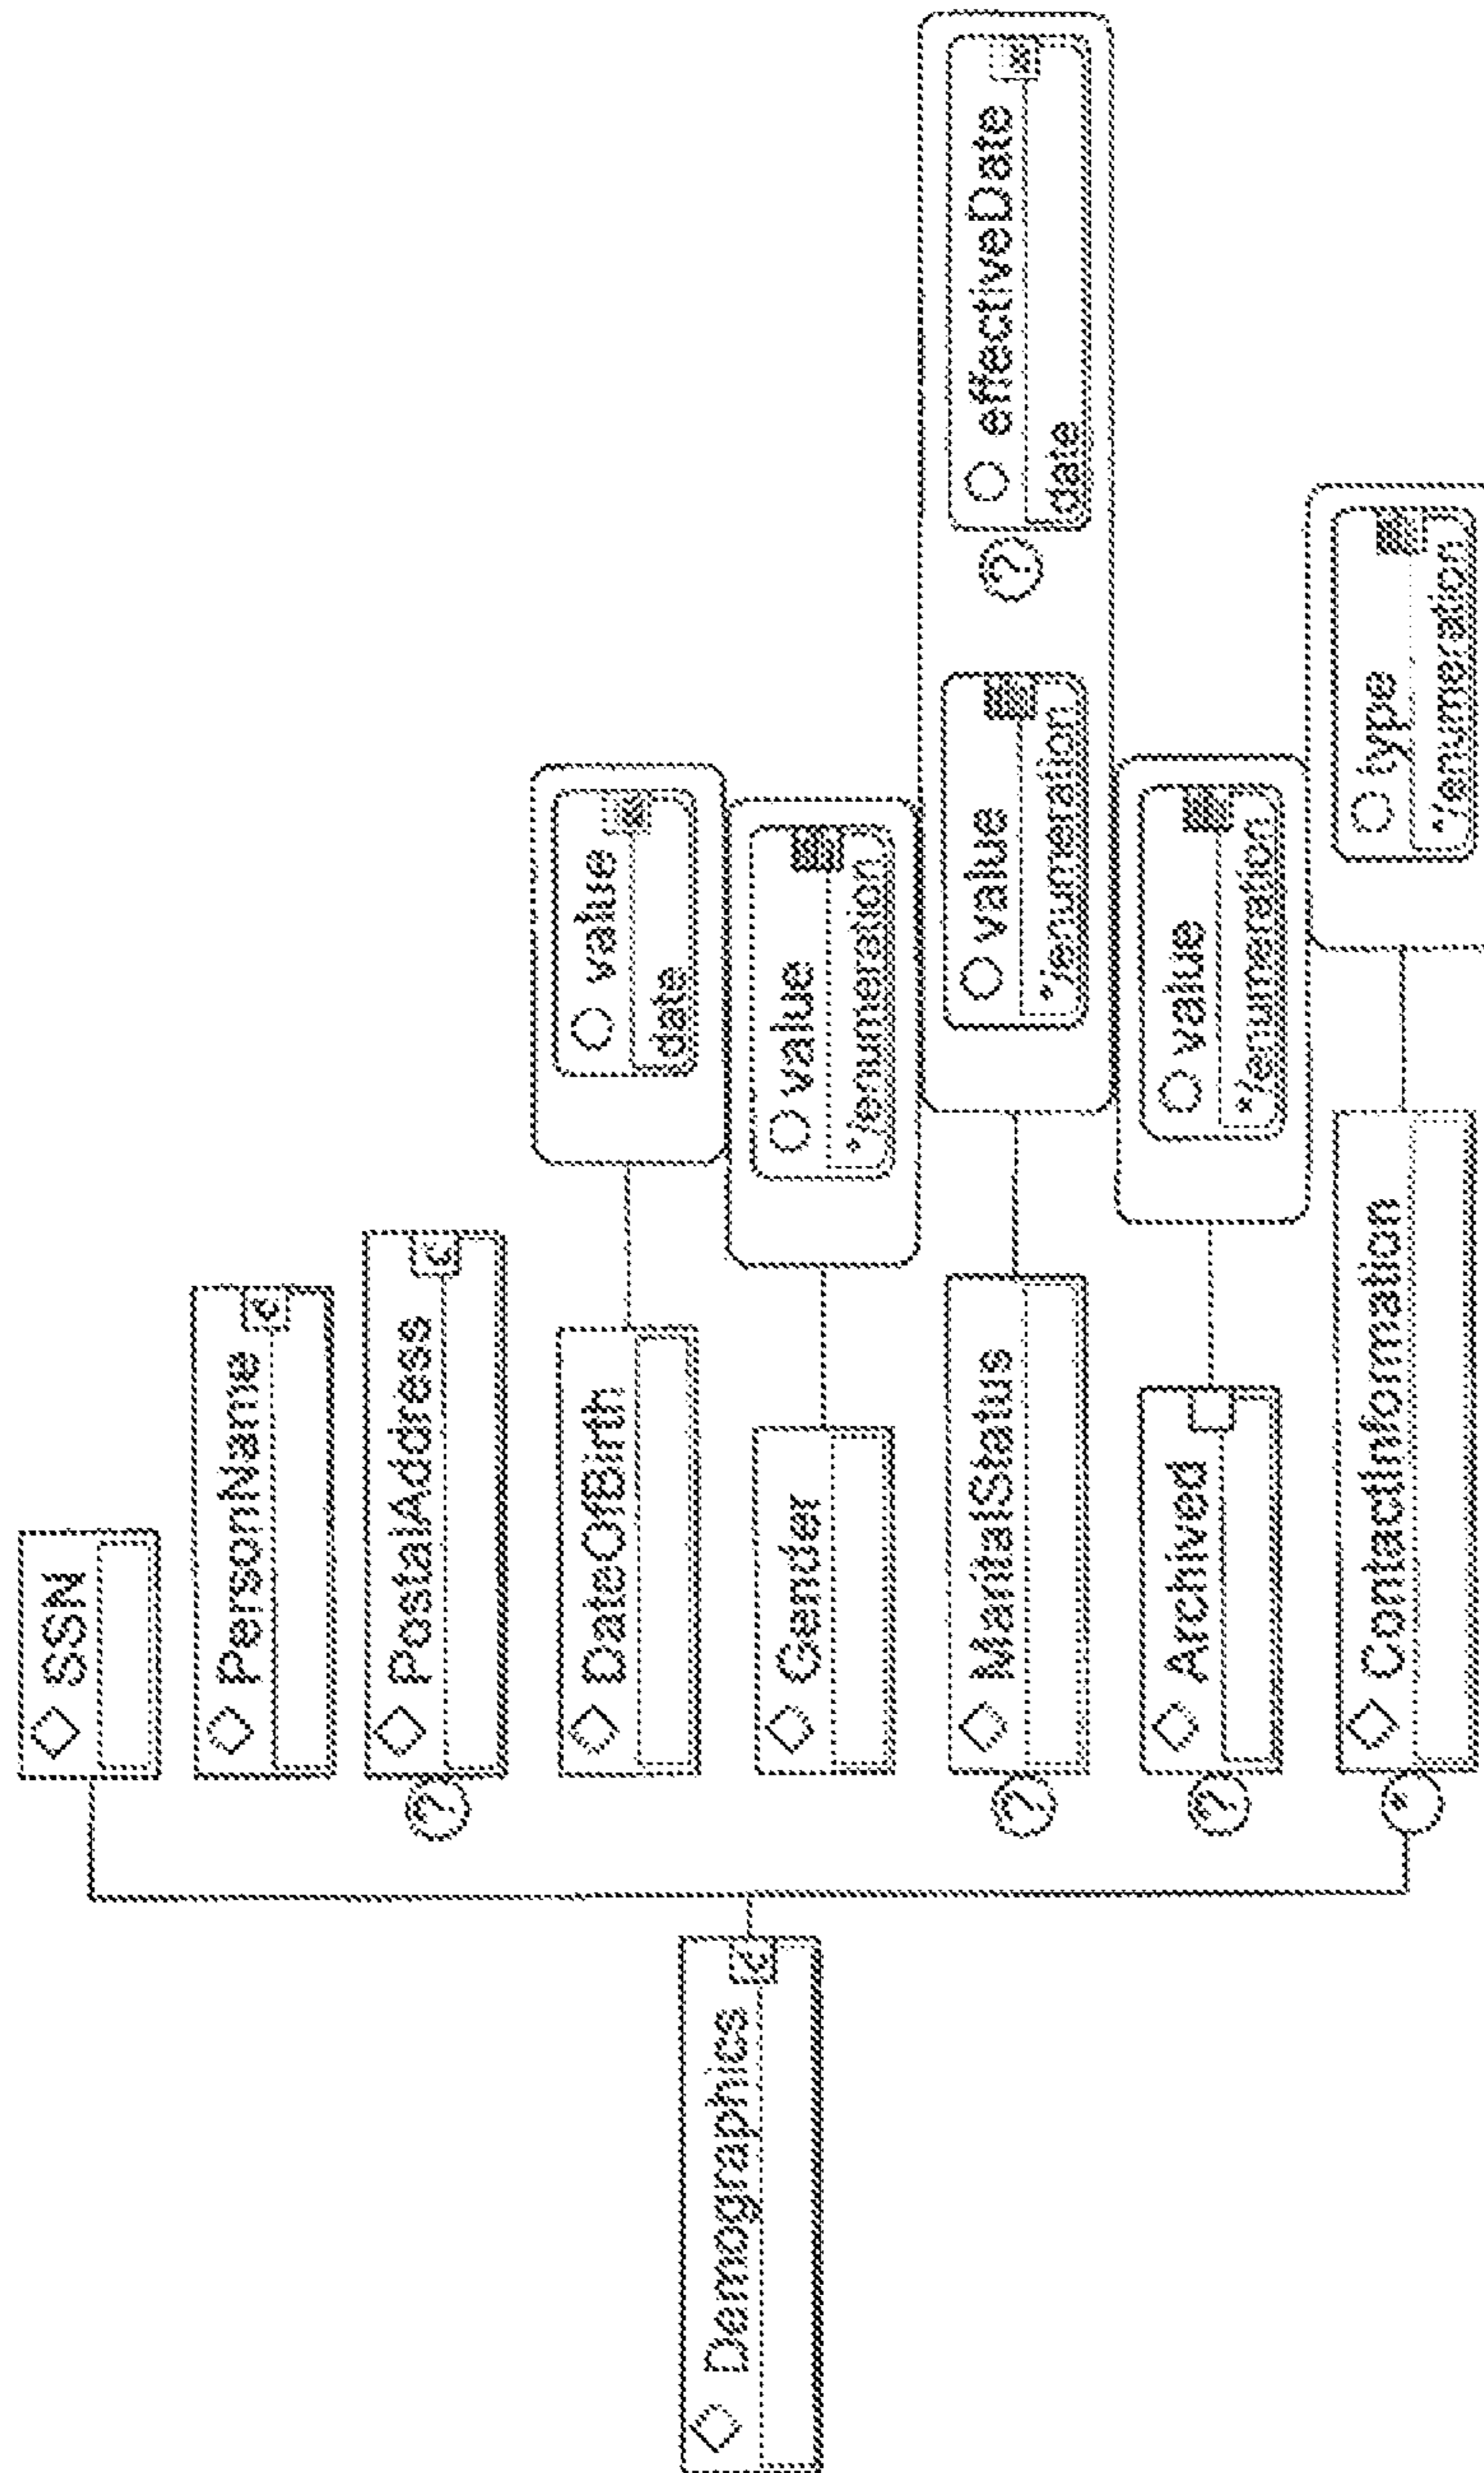 Demographics
SSN
PersonName
PostalAddress
?
DateOfBirth
value
date
Gender
value
*/enumeration
?
MaritalStatus
value
*/enumeration
?
effectiveDate
date
?
Archived
value
*/enumeration
*
ContactInformation
type
*/enumeration